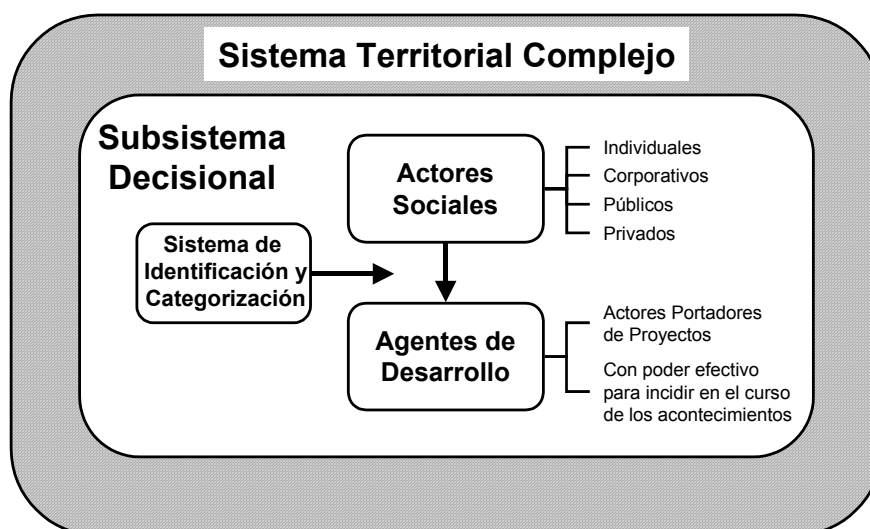 Sistema Territorial Complejo
Subsistema
Decisional
Actores
Sociales
Individuales
Corporativos
Públicos
Privados
Sistema de
Identificación y
Categorización
Agentes de
Desarrollo
Actores Portadores
de Proyectos
Con poder efectivo
para incidir en el curso
de los acontecimientos